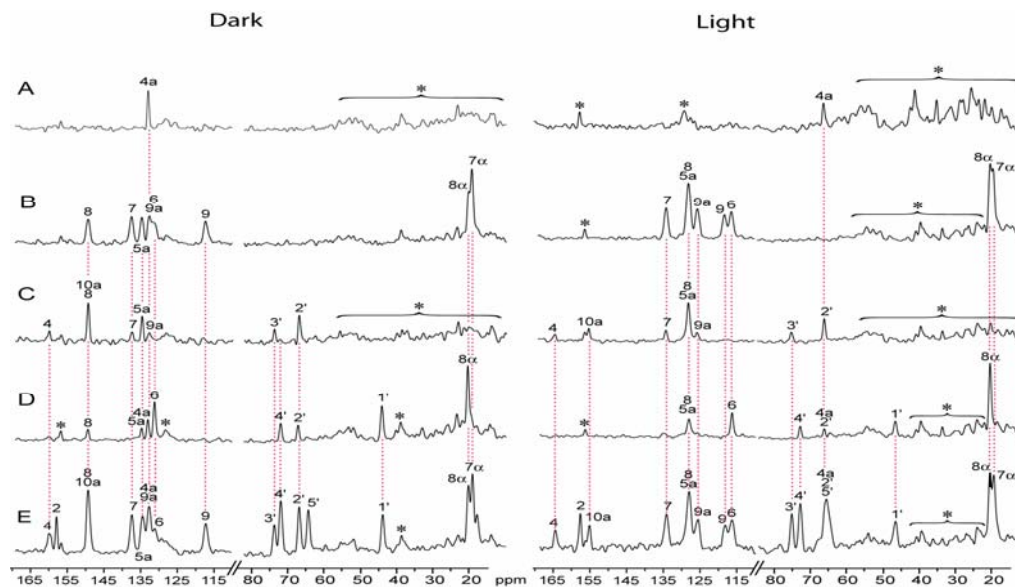 Dark Light
A 4a * * * 4a *
B 8 7 5a 6 9a 9 8α 7α * 7 8 5a 9a 9 6 * 8α 7α
C 4 10a 8 7 5a 9a 3' 2' * 4 10a 7 8 5a 9a 3' 2' *
D * 8 5a 4a 6 * 4' 2' 1' * 8α * 8 5a 6 4' 4a 2' 1' * 8α
E 4 2 8 10a 7 5a 4a 9a 6 9 3' 4' 2' 5' 1' * 8α 7α 4 2 10a 7 8 5a 9a 9 6 3' 4' 4a 2' 5' 1' * 8α 7α
165 155 145 135 125 115 80 70 60 50 40 30 20 ppm 165 155 145 135 125 115 80 70 60 50 40 30 20